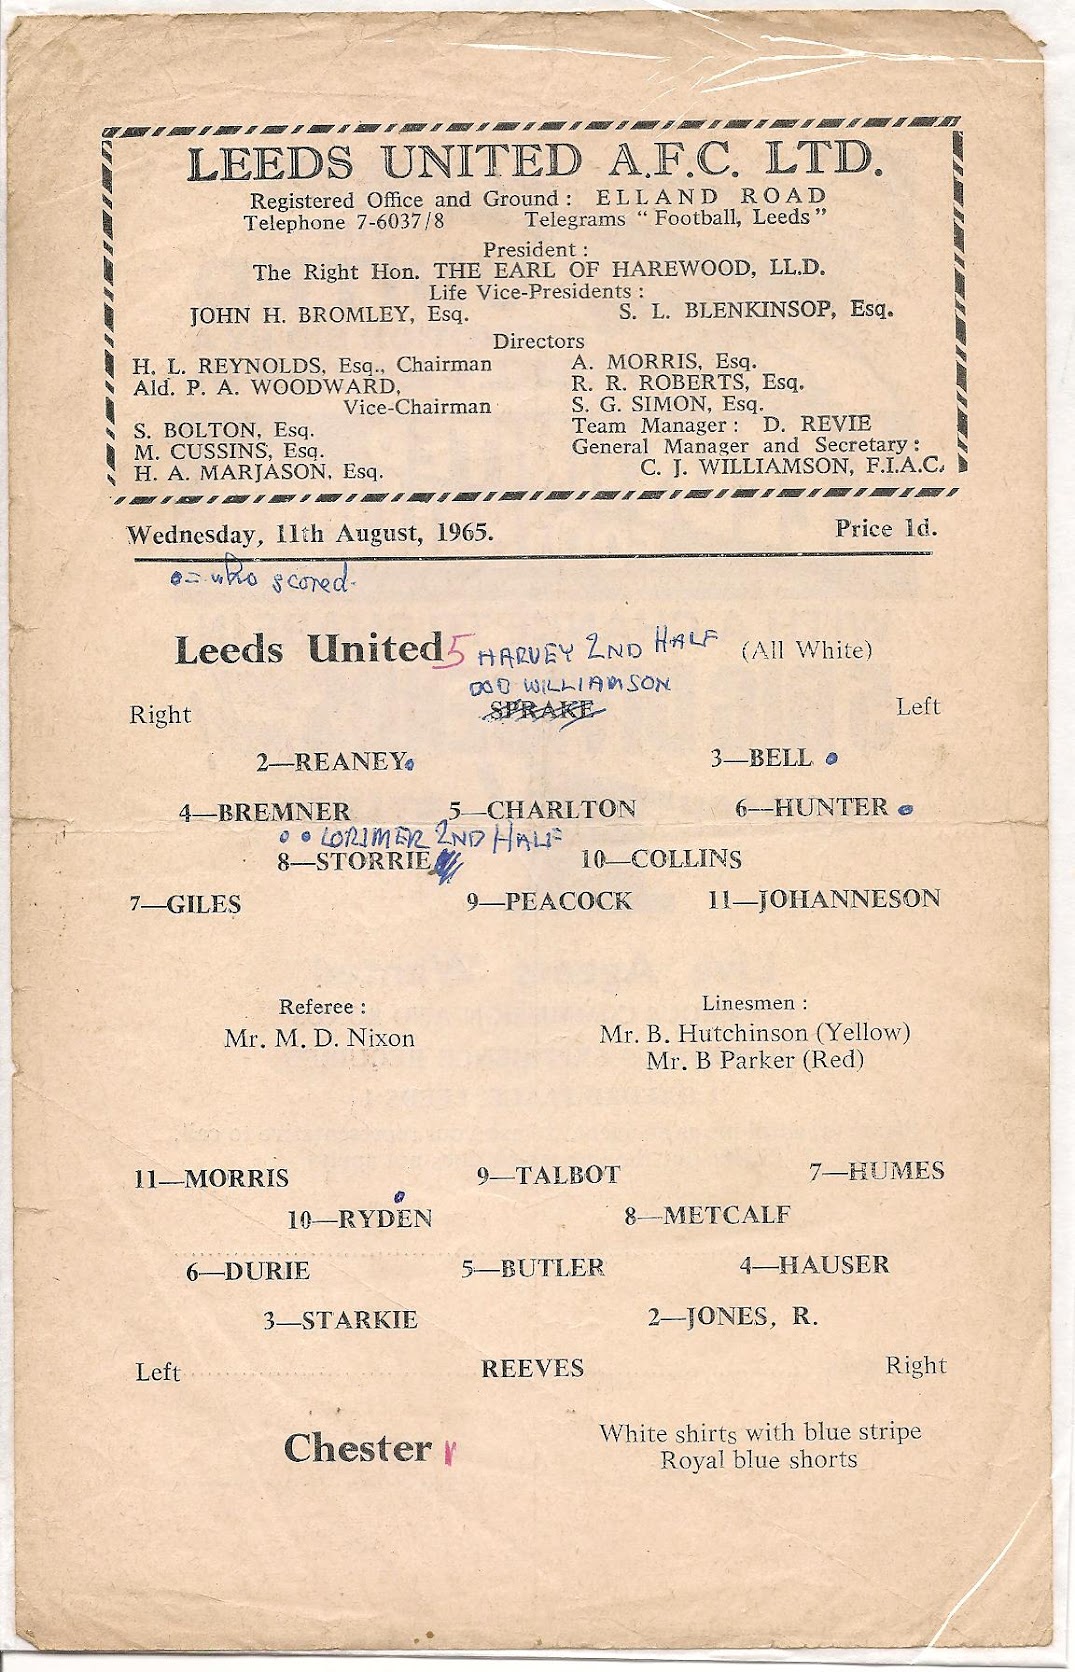 LEEDS UNITED A.F.C. LTD.
Registered Office and Ground : ELLAND ROAD
Telephone 7-6037/8 Telegrams “ Football, Leeds ”
President :
The Right Hon. THE EARL OF HAREWOOD, LL.D.
Life Vice-Presidents :
JOHN H. BROMLEY, Esq. S. L. BLENKINSOP, Esq.
Directors
H. L. REYNOLDS, Esq., Chairman
Ald. P. A. WOODWARD,
Vice-Chairman
S. BOLTON, Esq.
M. CUSSINS, Esq.
H. A. MARJASON, Esq.
A. MORRIS, Esq.
R. R. ROBERTS, Esq.
S. G. SIMON, Esq.
Team Manager : D. REVIE
General Manager and Secretary :
C. J. WILLIAMSON, F.I.A.C.
Wednesday, 11th August, 1965. Price 1d.
= who scored.
Leeds United 5 HARVEY 2ND HALF (All White)
WILLIAMSON
Right SPRAKE Left
2—REANEY 3—BELL
4—BREMNER 5—CHARLTON 6—HUNTER
LORIMER 2ND HALF
8—STORRIE 10—COLLINS
7—GILES 9—PEACOCK 11—JOHANNESON
Referee : Linesmen :
Mr. M. D. Nixon Mr. B. Hutchinson (Yellow)
Mr. B Parker (Red)
11—MORRIS 9—TALBOT 7—HUMES
10—RYDEN 8—METCALF
6—DURIE 5—BUTLER 4—HAUSER
3—STARKIE 2—JONES, R.
Left REEVES Right
Chester 1 White shirts with blue stripe
Royal blue shorts